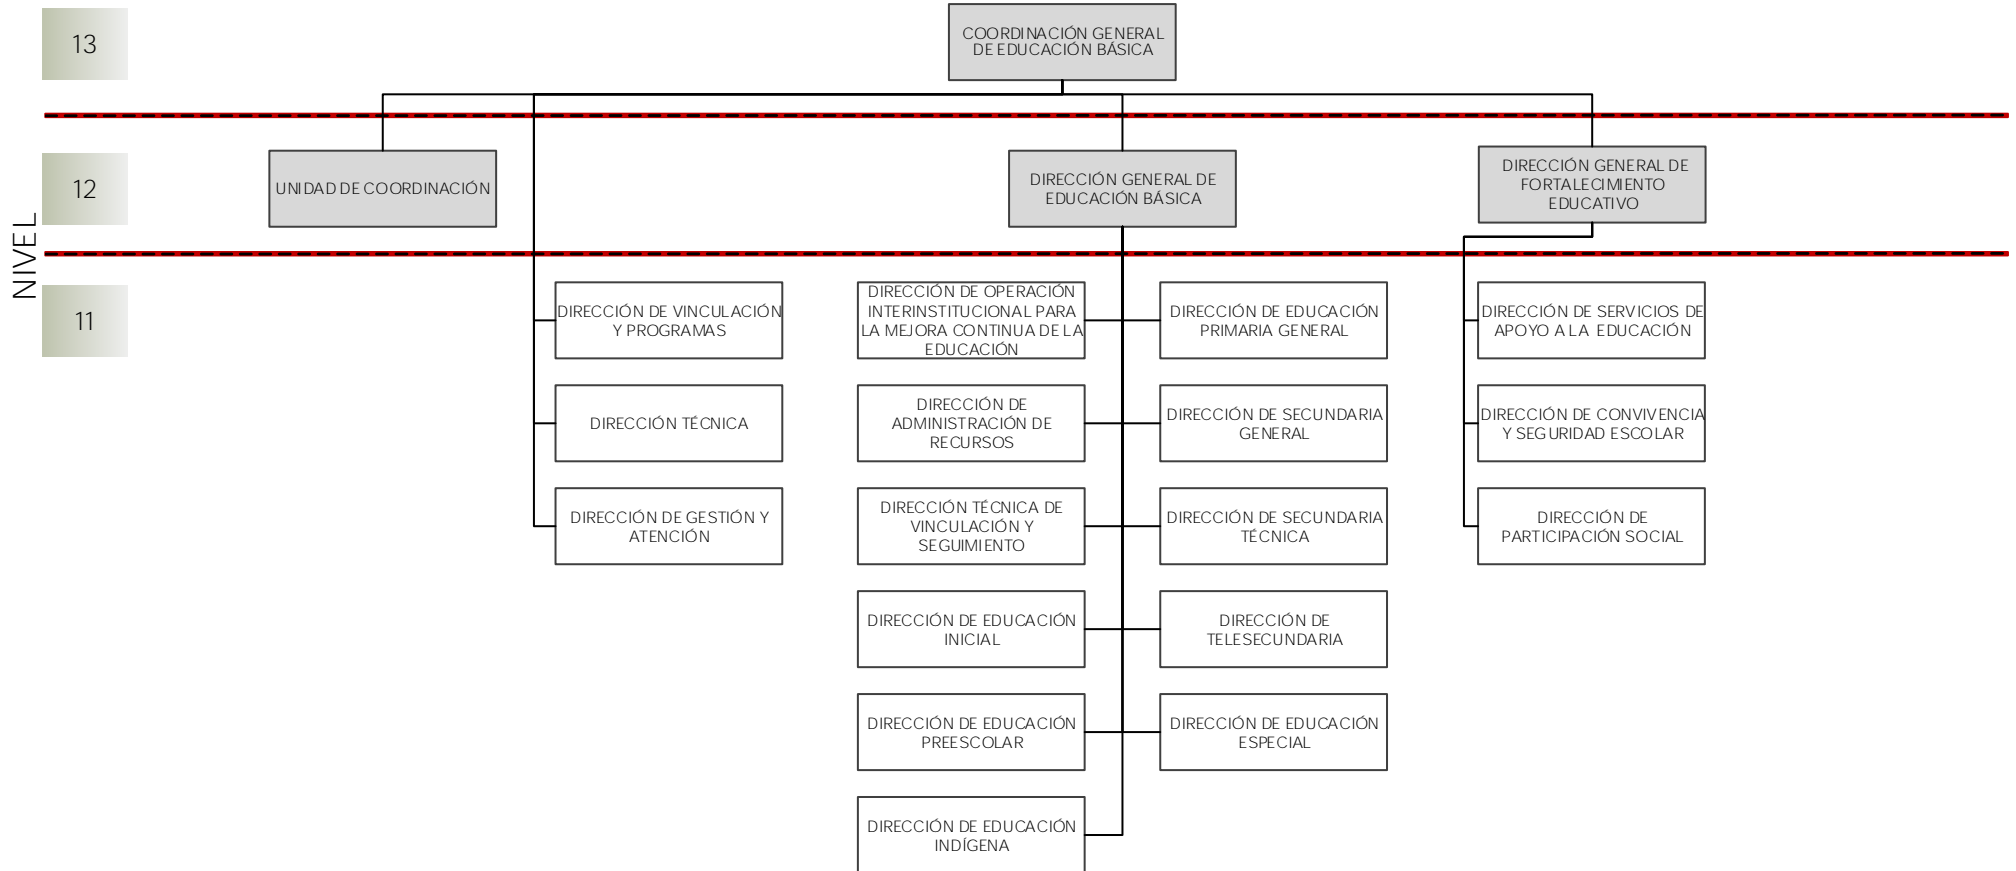 13
COORDINACIÓN GENERAL
DE EDUCACIÓN BÁSICA
NIVEL
12
UNIDAD DE COORDINACIÓN
DIRECCIÓN GENERAL DE
EDUCACIÓN BÁSICA
DIRECCIÓN GENERAL DE
FORTALECIMIENTO
EDUCATIVO
11
DIRECCIÓN DE VINCULACIÓN
Y PROGRAMAS
DIRECCIÓN DE OPERACIÓN
INTERINSTITUCIONAL PARA
LA MEJORA CONTINUA DE LA
EDUCACIÓN
DIRECCIÓN DE EDUCACIÓN
PRIMARIA GENERAL
DIRECCIÓN DE SERVICIOS DE
APOYO A LA EDUCACIÓN
DIRECCIÓN TÉCNICA
DIRECCIÓN DE
ADMINISTRACIÓN DE
RECURSOS
DIRECCIÓN DE SECUNDARIA
GENERAL
DIRECCIÓN DE CONVIVENCIA
Y SEGURIDAD ESCOLAR
DIRECCIÓN DE GESTIÓN Y
ATENCIÓN
DIRECCIÓN TÉCNICA DE
VINCULACIÓN Y
SEGUIMIENTO
DIRECCIÓN DE SECUNDARIA
TÉCNICA
DIRECCIÓN DE
PARTICIPACIÓN SOCIAL
DIRECCIÓN DE EDUCACIÓN
INICIAL
DIRECCIÓN DE
TELESECUNDARIA
DIRECCIÓN DE EDUCACIÓN
PREESCOLAR
DIRECCIÓN DE EDUCACIÓN
ESPECIAL
DIRECCIÓN DE EDUCACIÓN
INDÍGENA